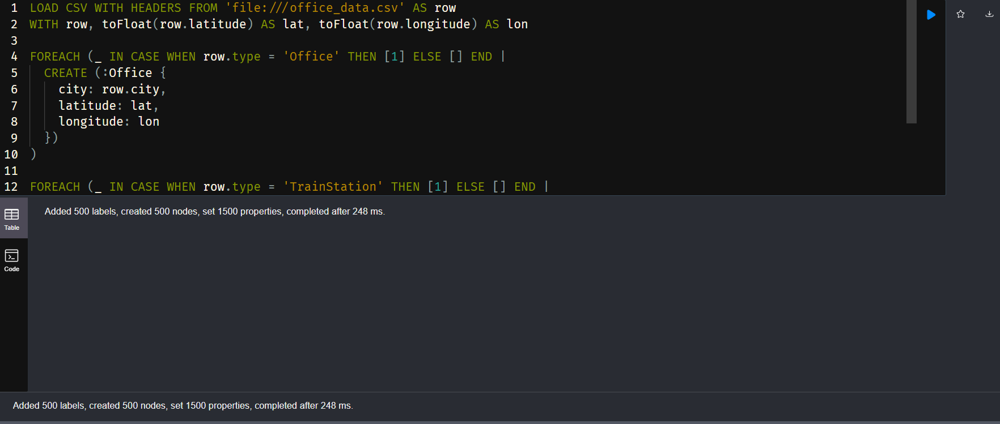 1 LOAD CSV WITH HEADERS FROM 'file:///office_data.csv' AS row
2 WITH row, toFloat(row.latitude) AS lat, toFloat(row.longitude) AS lon
3
4 FOREACH (_ IN CASE WHEN row.type = 'Office' THEN [1] ELSE [] END |
5 CREATE (:Office {
6 city: row.city,
7 latitude: lat,
8 longitude: lon
9 })
10 )
11
12 FOREACH (_ IN CASE WHEN row.type = 'TrainStation' THEN [1] ELSE [] END |
Table
Added 500 labels, created 500 nodes, set 1500 properties, completed after 248 ms.
Code
Added 500 labels, created 500 nodes, set 1500 properties, completed after 248 ms.